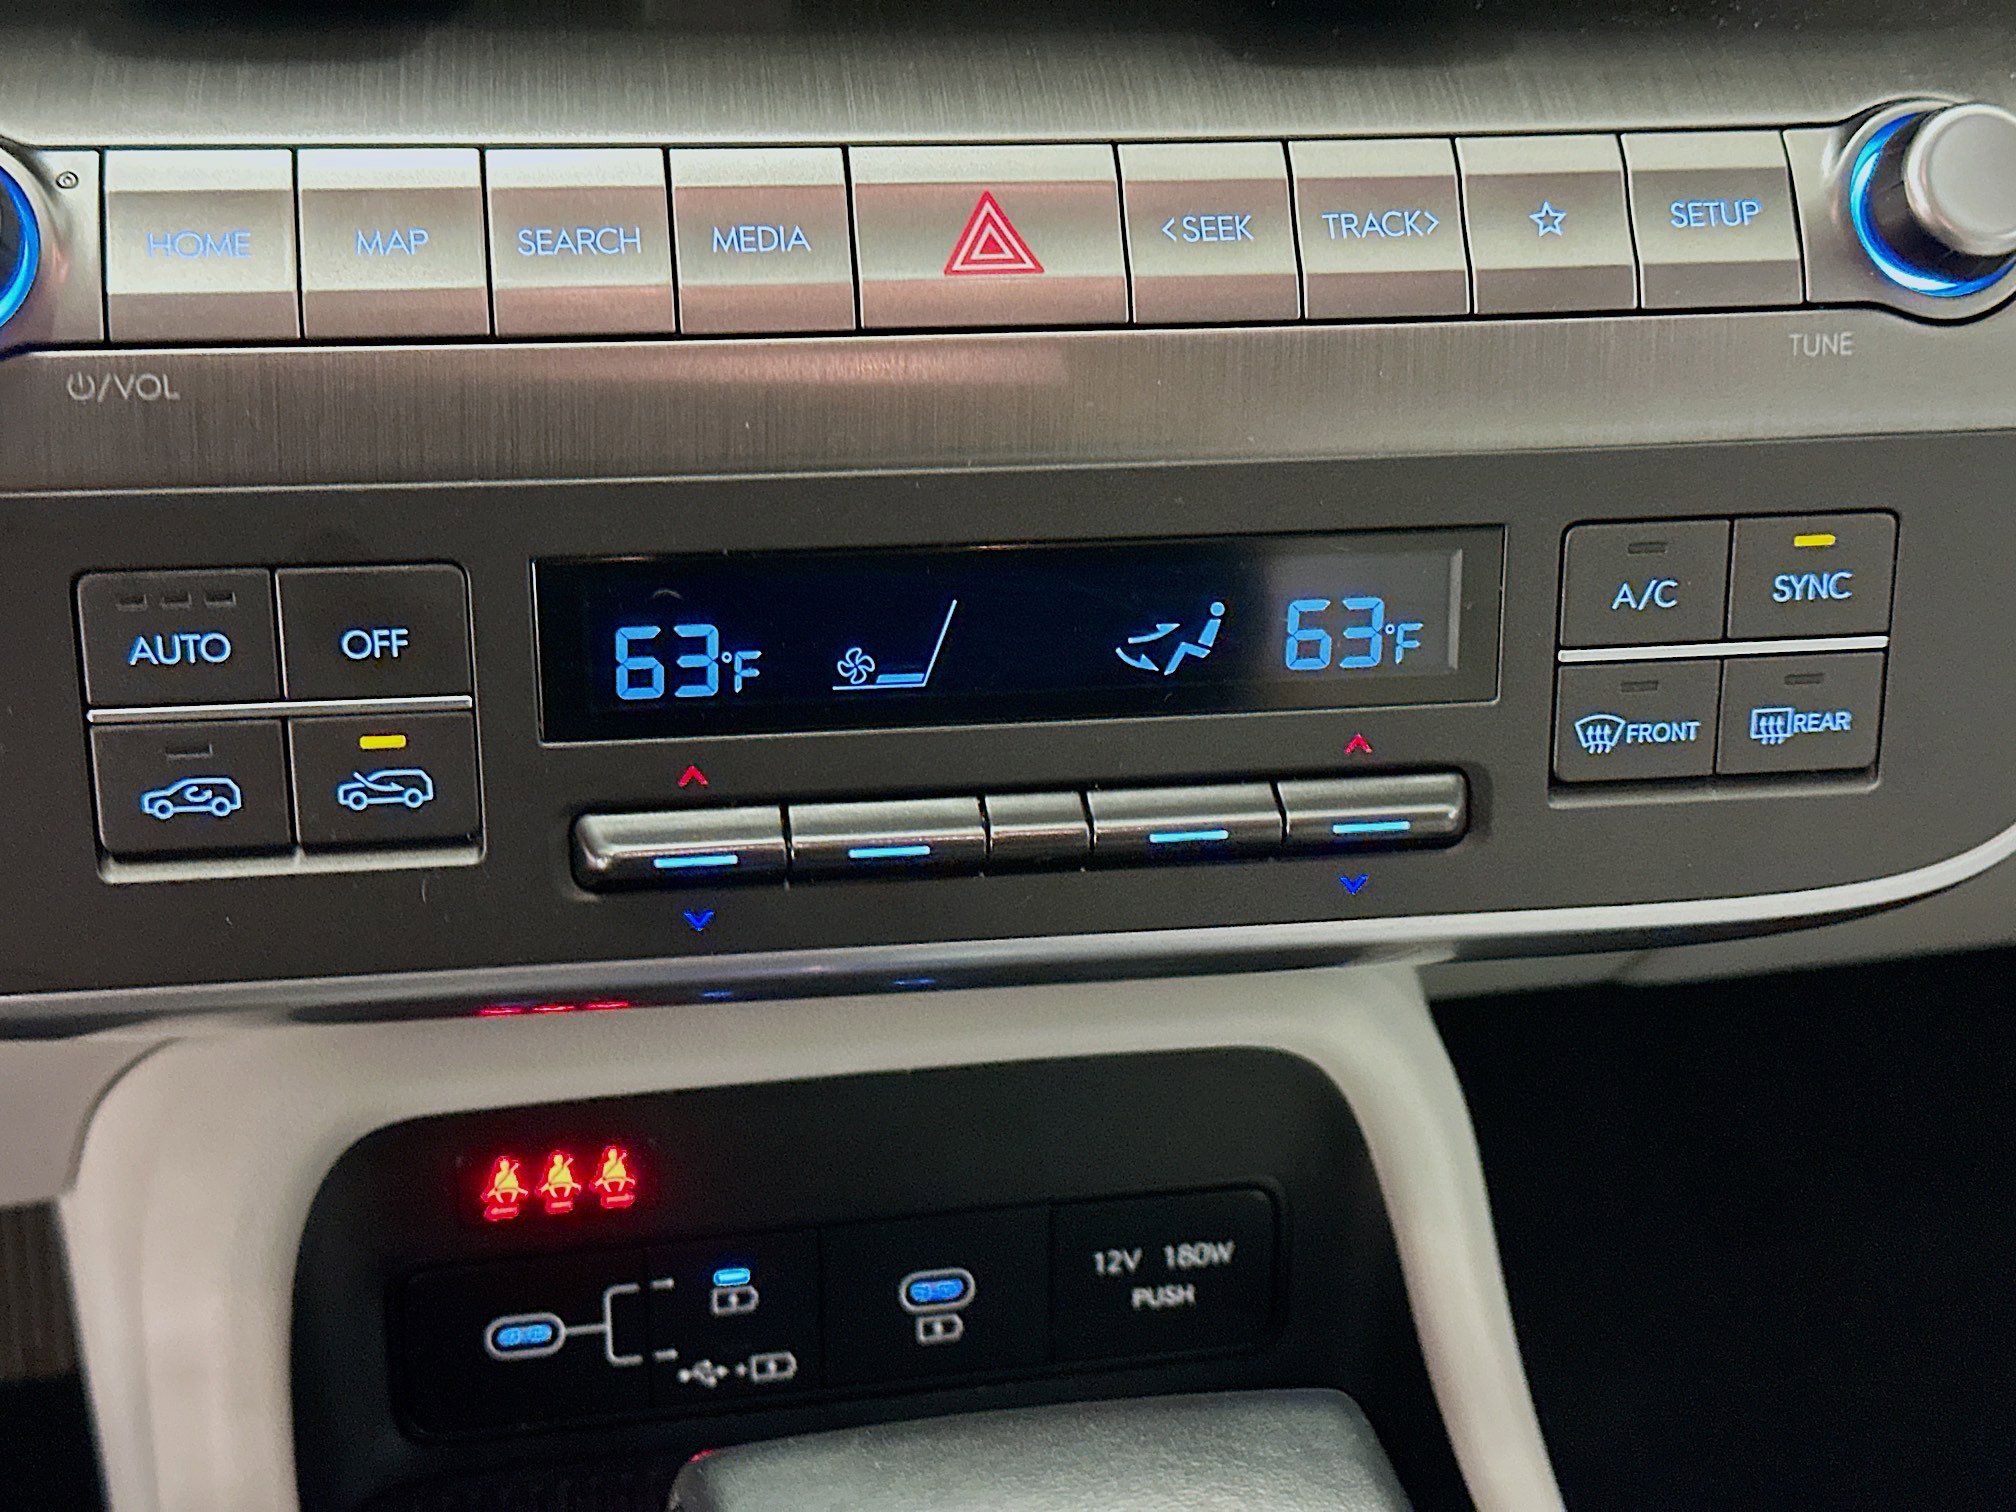 HOME MAP SEARCH MEDIA <SEEK TRACK> SETUP
/VOL TUNE
AUTO OFF 63°F 63°F A/C SYNC
FRONT REAR
12V 180W
PUSH